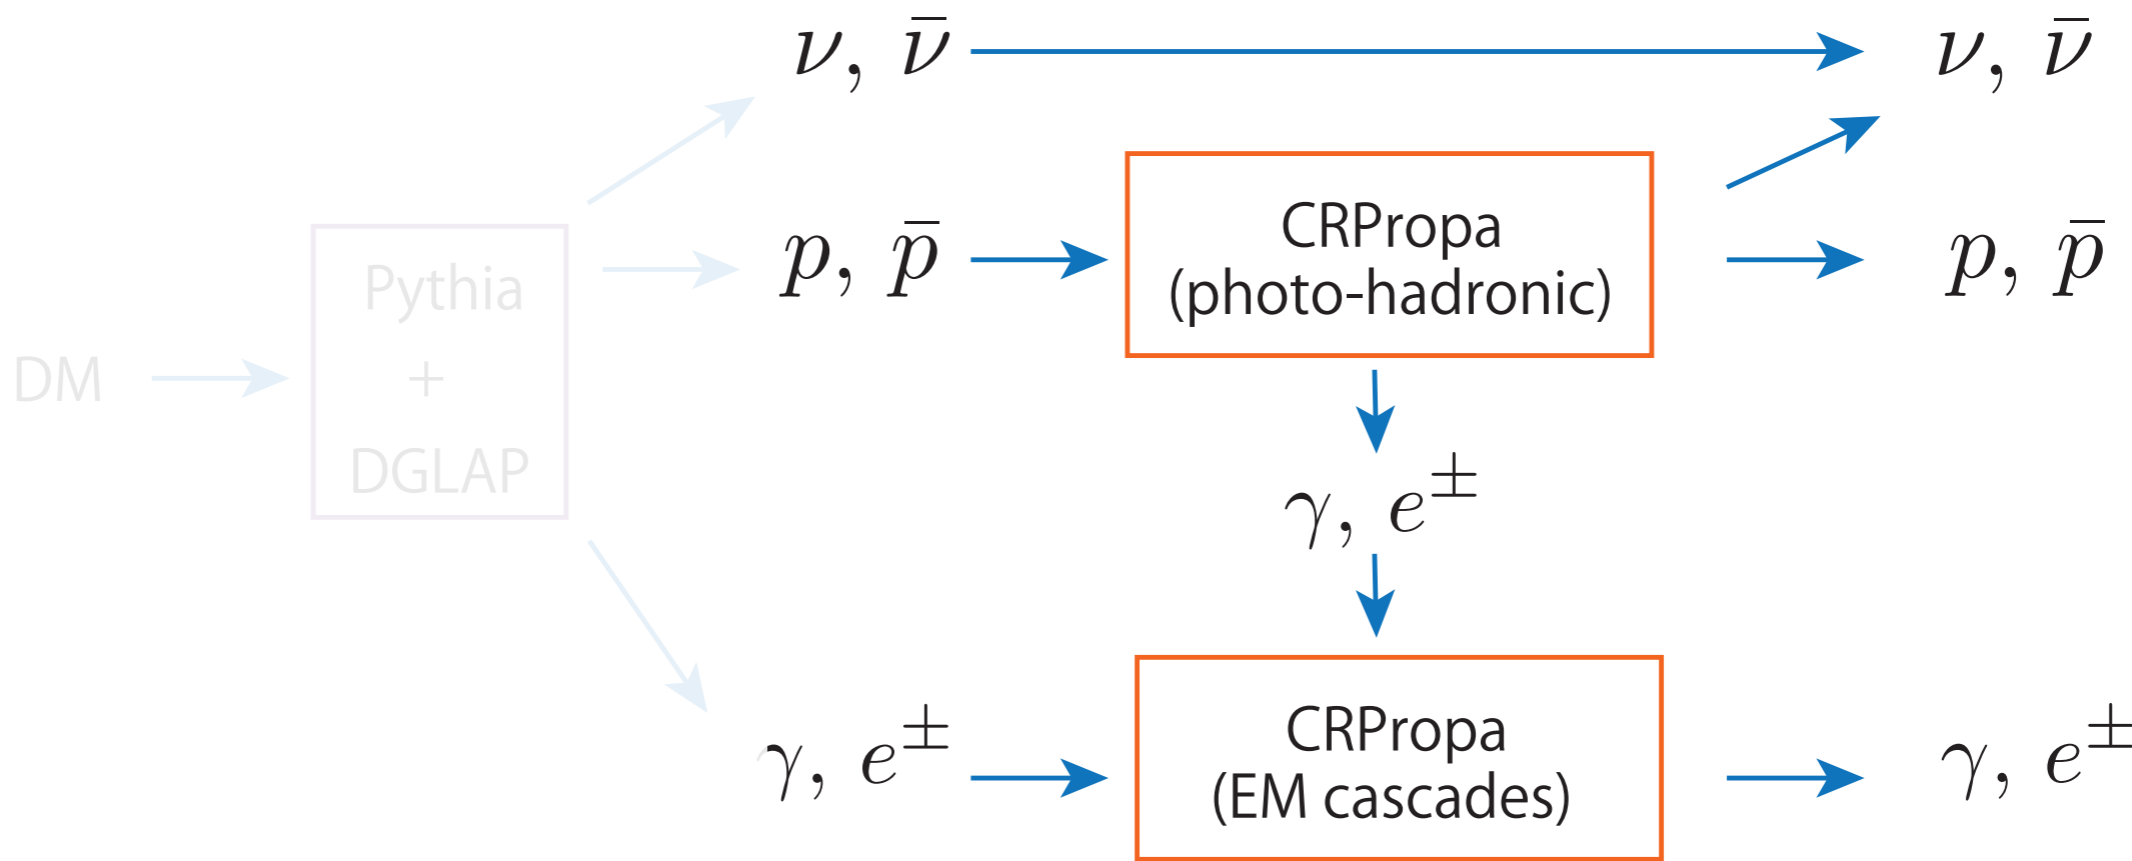 ν, ν̄
ν, ν̄
CRPropa
(photo-hadronic)
p, p̄
p, p̄
Pythia
+
DGLAP
DM
γ, e±
γ, e±
CRPropa
(EM cascades)
γ, e±